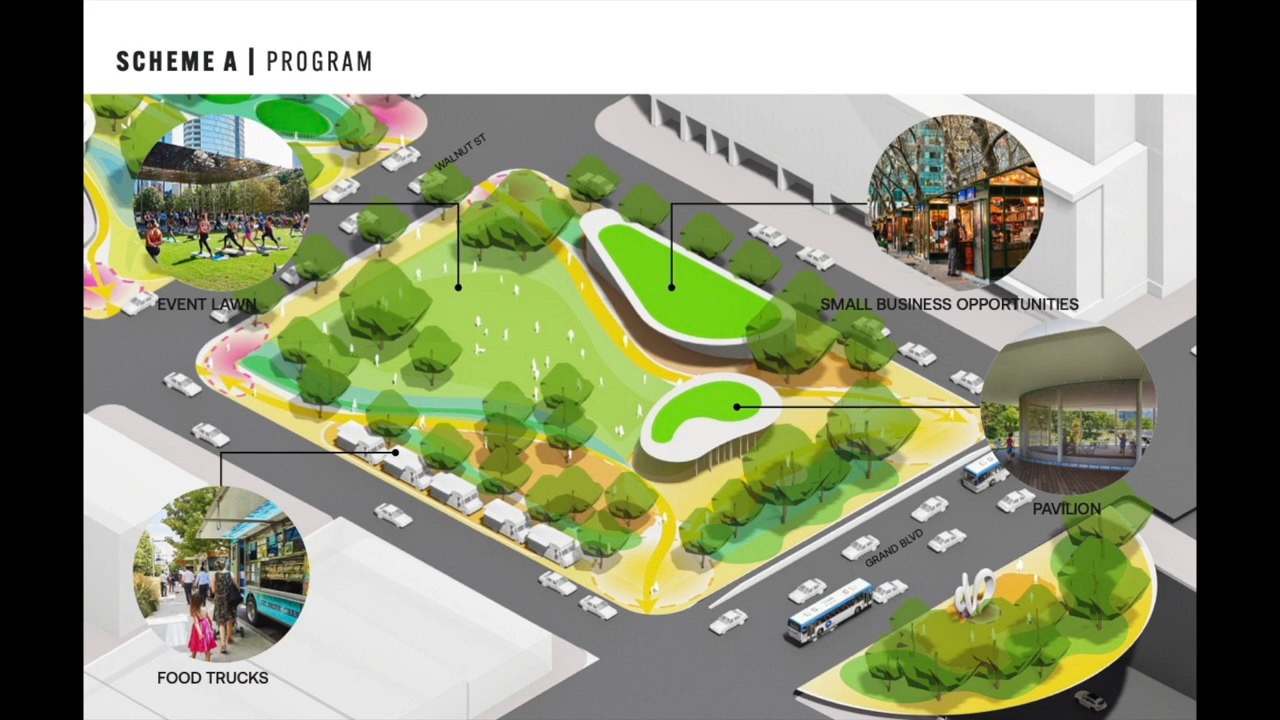 SCHEME A | PROGRAM
WALNUT ST
EVENT LAWN
SMALL BUSINESS OPPORTUNITIES
PAVILION
GRAND BLVD
FOOD TRUCKS